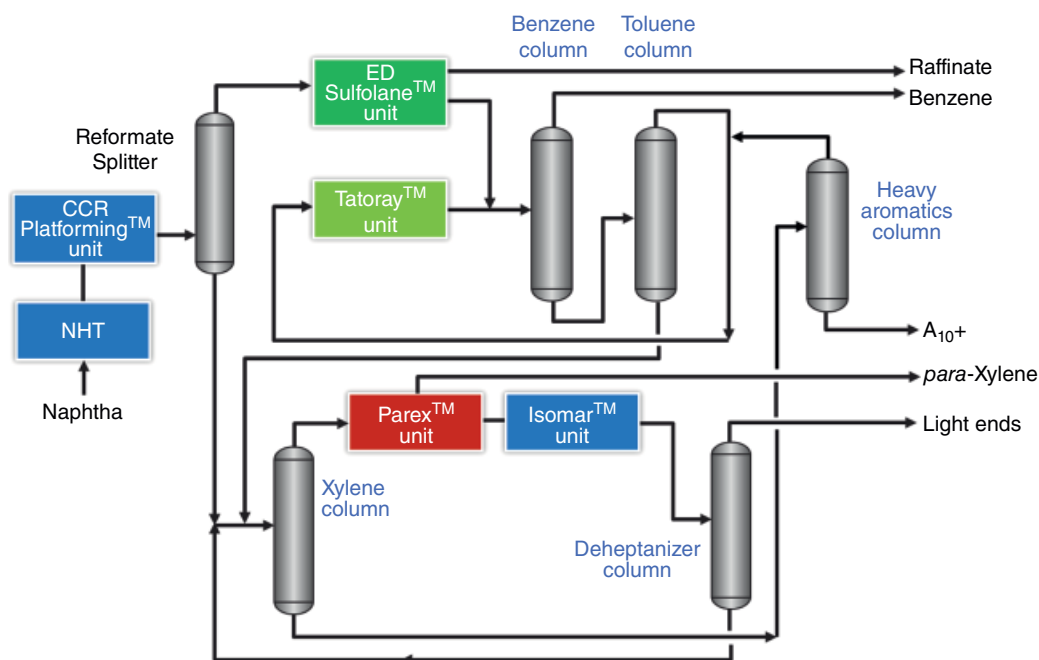 Benzene
column
Toluene
column
ED
Sulfolane™
unit
Raffinate
Benzene
Reformate
Splitter
CCR
Platforming™
unit
Tatoray™
unit
Heavy
aromatics
column
NHT
A₁₀+
Naphtha
para-Xylene
Parex™
unit
Isomar™
unit
Light ends
Xylene
column
Deheptanizer
column